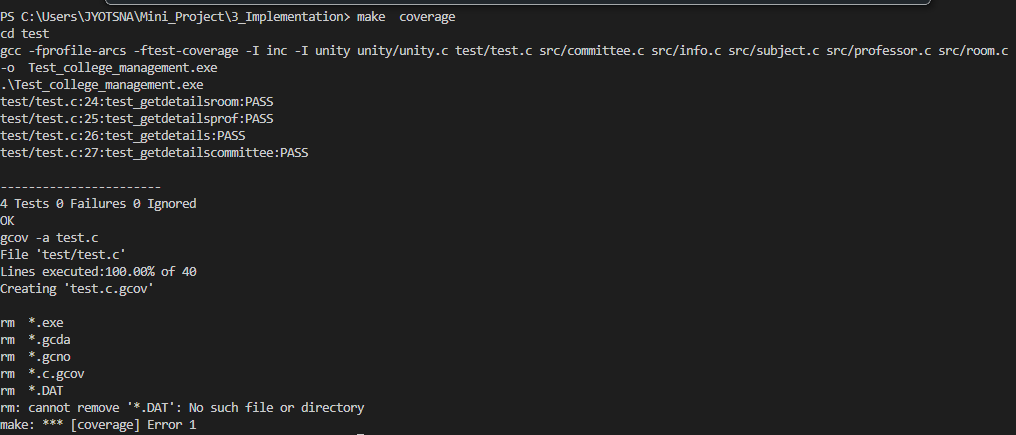 PS C:\Users\JYOTSNA\Mini_Project\3_Implementation> make  coverage
cd test
gcc -fprofile-arcs -ftest-coverage -I inc -I unity unity/unity.c test/test.c src/committee.c src/info.c src/subject.c src/professor.c src/room.c
-o  Test_college_management.exe
.\Test_college_management.exe
test/test.c:24:test_getdetailsroom:PASS
test/test.c:25:test_getdetailsprof:PASS
test/test.c:26:test_getdetails:PASS
test/test.c:27:test_getdetailscommittee:PASS
-----------------------
4 Tests 0 Failures 0 Ignored
OK
gcov -a test.c
File 'test/test.c'
Lines executed:100.00% of 40
Creating 'test.c.gcov'
rm  *.exe
rm  *.gcda
rm  *.gcno
rm  *.c.gcov
rm  *.DAT
rm: cannot remove '*.DAT': No such file or directory
make: *** [coverage] Error 1